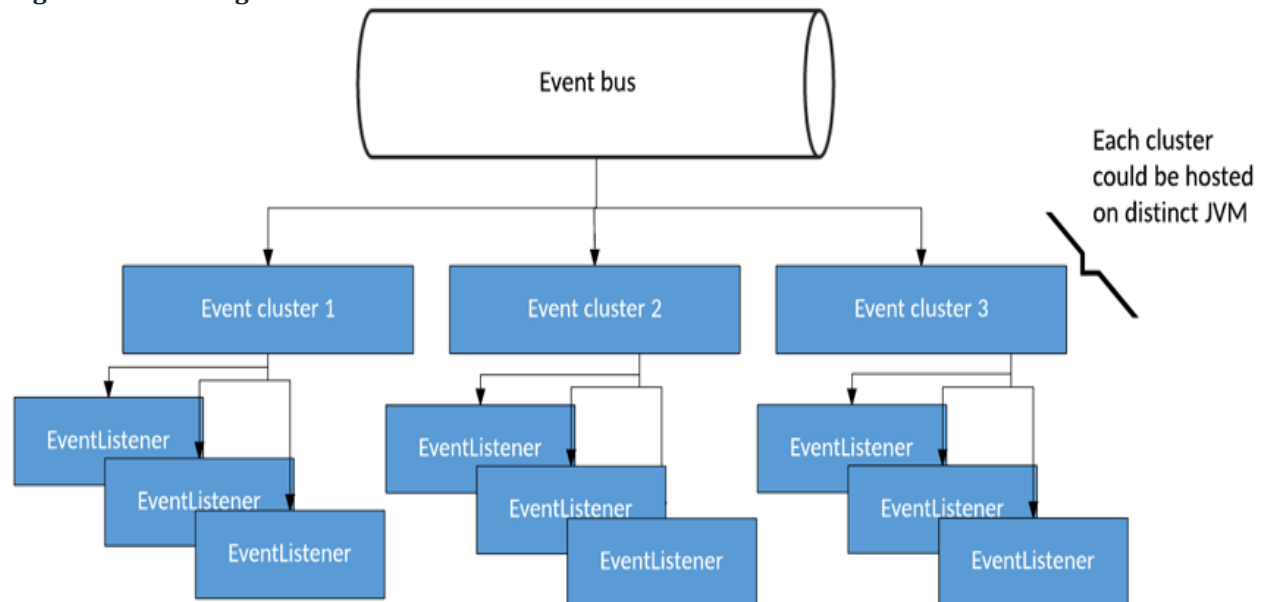 Event bus
Each cluster
could be hosted
on distinct JVM
Event cluster 1
Event cluster 2
Event cluster 3
EventListener
EventListener
EventListener
EventListener
EventListener
EventListener
EventListener
EventListener
EventListener